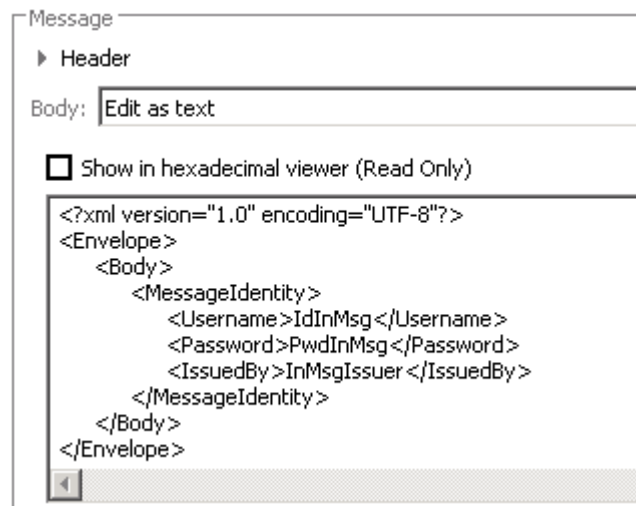 Message
Header
Body: Edit as text
Show in hexadecimal viewer (Read Only)
<?xml version="1.0" encoding="UTF-8"?>
<Envelope>
<Body>
<MessageIdentity>
<Username>IdInMsg</Username>
<Password>PwdInMsg</Password>
<IssuedBy>InMsgIssuer</IssuedBy>
</MessageIdentity>
</Body>
</Envelope>